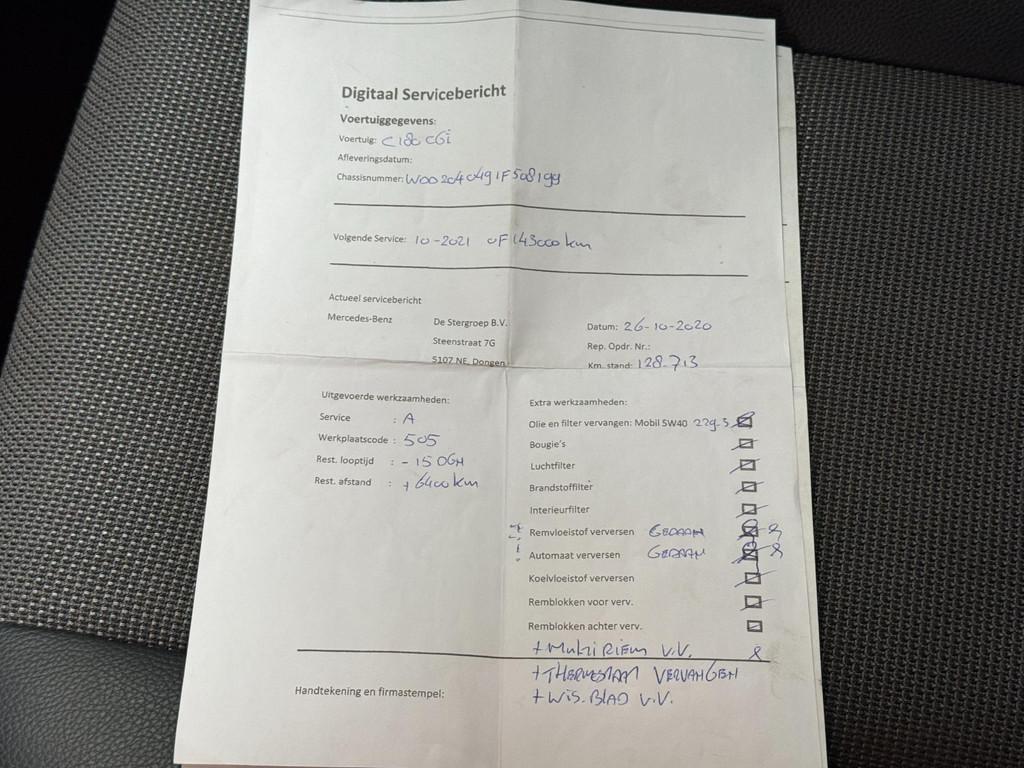 Digitaal Servicebericht
Voertuiggegevens:
Voertuig: C180 CGi
Afleveringsdatum:
Chassisnummer:
Volgende Service: 10-2021 OF 143000 km
Actueel servicebericht
Mercedes-Benz
De Stergroep B.V.
Steenstraat 7G
5107 NE, Dongen
Datum: 26-10-2020
Rep. Opdr. Nr.:
Km. stand: 128.713
Uitgevoerde werkzaamheden:
Service : A
Werkplaatscode : 505
Rest. looptijd : - 15 DGN
Rest. afstand : + 6400 km
Extra werkzaamheden:
Olie en filter vervangen: Mobil 5W40 229.5
Bougie's
Luchtfilter
Brandstoffilter
Interieurfilter
Remvloeistof verversen GEDAAN
Automaat verversen GEDAAN
Koelvloeistof verversen
Remblokken voor verv.
Remblokken achter verv.
+ Multi RIEM V.V.
+ THERMOSTAAT VERVANGEN
+ WIS. BLAD V.V.
Handtekening en firmastempel: